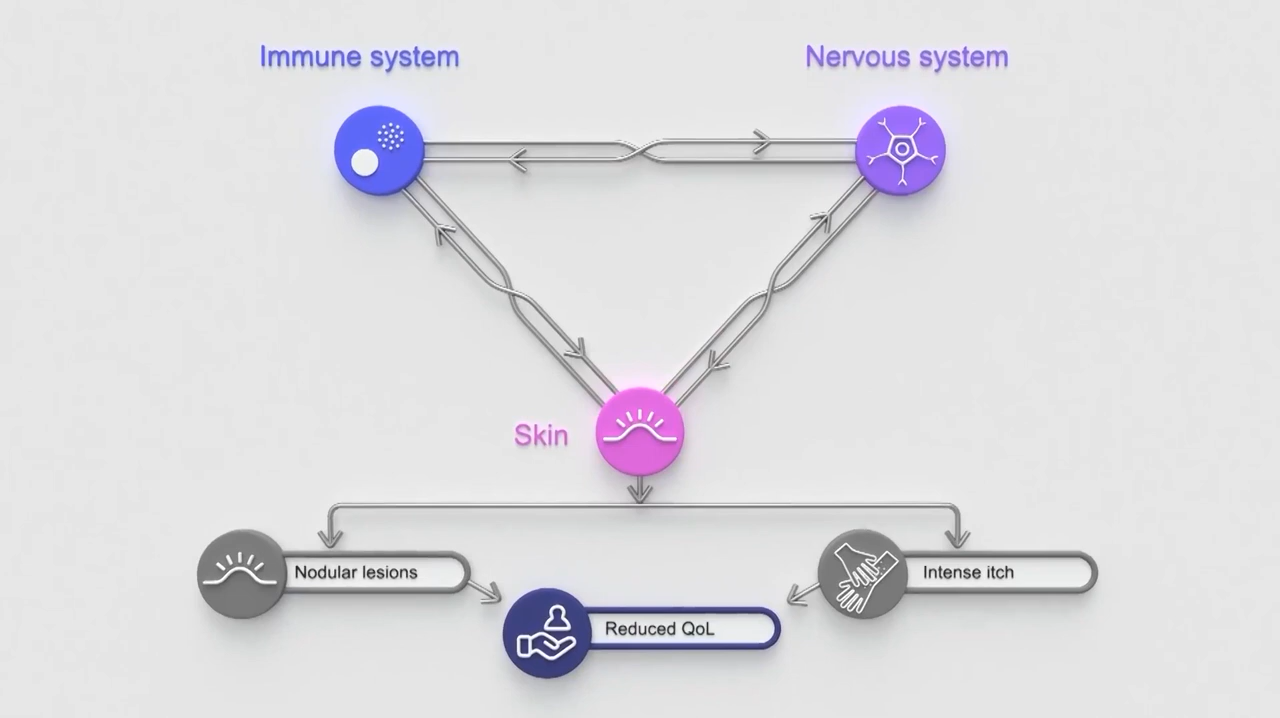 Immune system
Nervous system
Skin
Nodular lesions
Intense itch
Reduced QoL